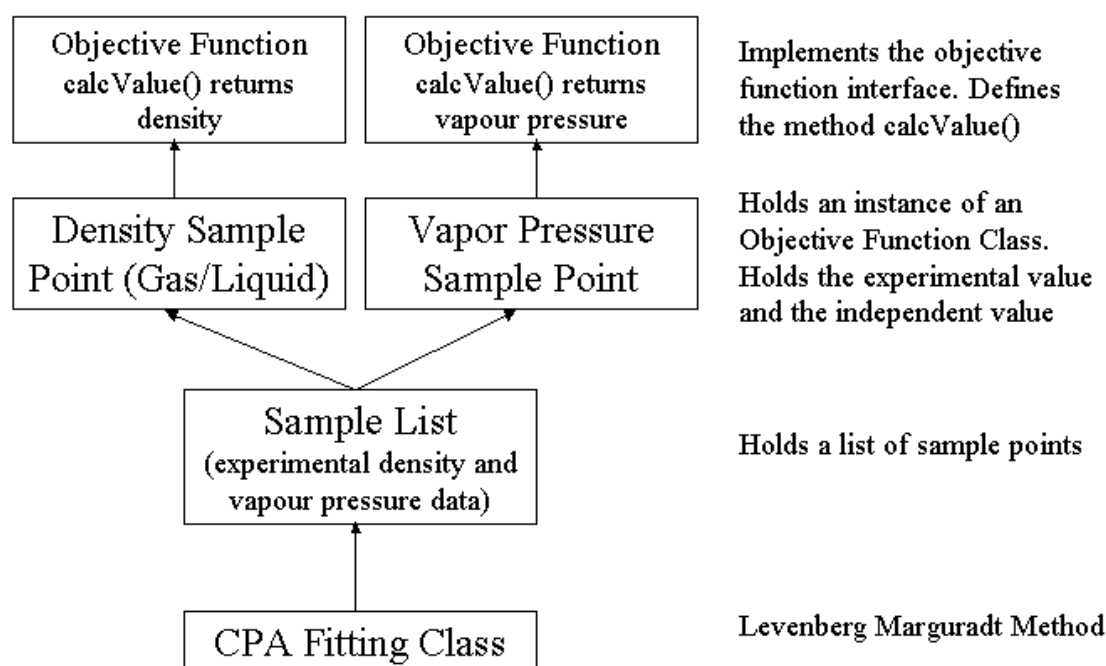 Objective Function
calcValue() returns
density
Objective Function
calcValue() returns
vapour pressure
Implements the objective
function interface. Defines
the method calcValue()
Density Sample
Point (Gas/Liquid)
Vapor Pressure
Sample Point
Holds an instance of an
Objective Function Class.
Holds the experimental value
and the independent value
Sample List
(experimental density and
vapour pressure data)
Holds a list of sample points
CPA Fitting Class
Levenberg Marguradt Method